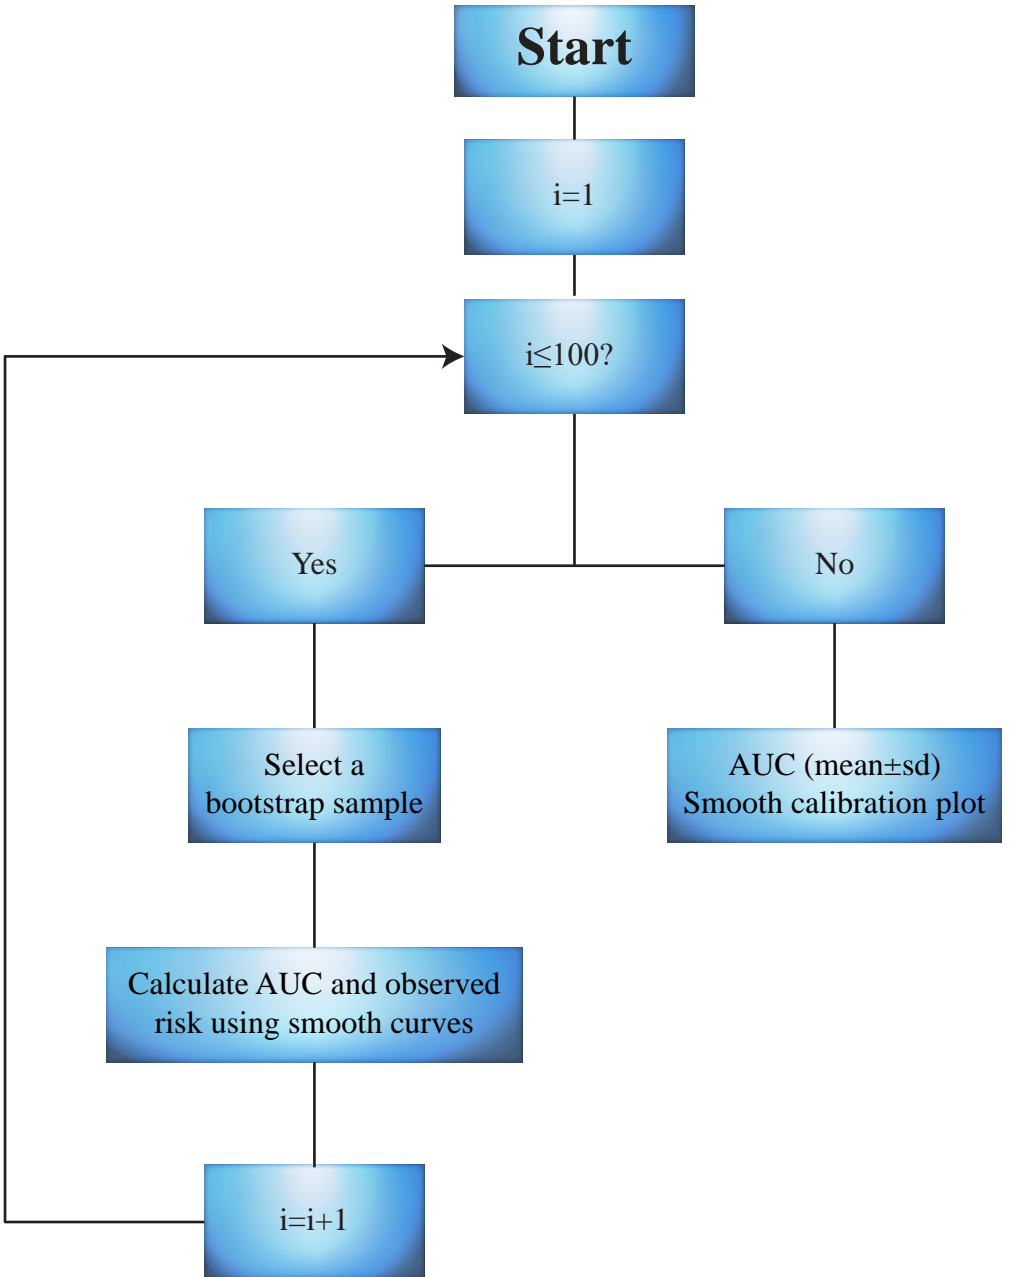 Start
i=1
i≤100?
Yes
No
Select a
bootstrap sample
AUC (mean±sd)
Smooth calibration plot
Calculate AUC and observed
risk using smooth curves
i=i+1